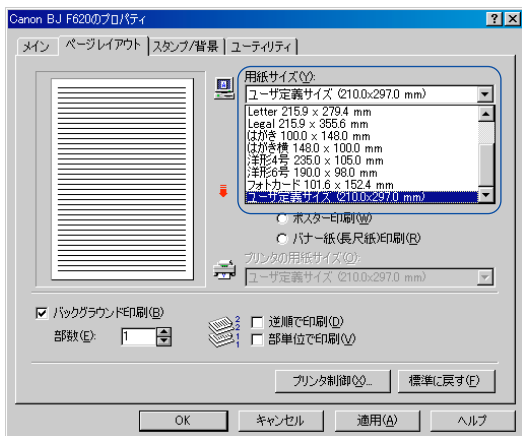 Canon BJ F620のプロパティ
メイン ページレイアウト スタンプ/背景 ユーティリティ
用紙サイズ(Z):
ユーザ定義サイズ (210.0x297.0 mm)
Letter 215.9 x 279.4 mm
Legal 215.9 x 355.6 mm
はがき 100.0 x 148.0 mm
はがき横 148.0 x 100.0 mm
洋形4号 235.0 x 105.0 mm
洋形6号 190.0 x 98.0 mm
フォトカード 101.6 x 152.4 mm
ユーザ定義サイズ (210.0x297.0 mm)
ポスター印刷(W)
バナー紙(長尺紙)印刷(R)
プリンタの用紙サイズ(O):
ユーザ定義サイズ (210.0x297.0 mm)
バックグラウンド印刷(B)
部数(E): 1
逆順で印刷(D)
部単位で印刷(V)
プリンタ制御(X)... 標準に戻す(F)
OK キャンセル 適用(A) ヘルプ